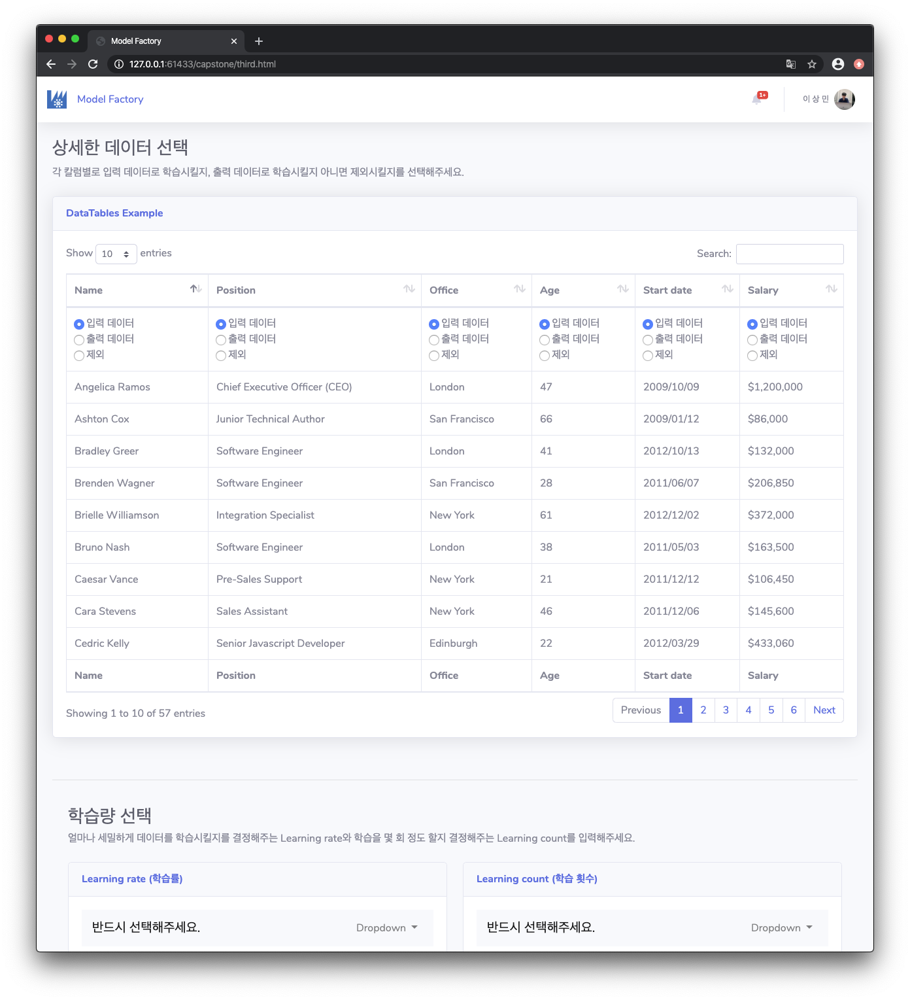 Model Factory
127.0.0.1:61433/capstone/third.html
Model Factory
1+
이 상 민
상세한 데이터 선택
각 칼럼별로 입력 데이터로 학습시킬지, 출력 데이터로 학습시킬지 아니면 제외시킬지를 선택해주세요.
DataTables Example
Show 10 entries Search:
Name Position Office Age Start date Salary
입력 데이터 입력 데이터 입력 데이터 입력 데이터 입력 데이터 입력 데이터
출력 데이터 출력 데이터 출력 데이터 출력 데이터 출력 데이터 출력 데이터
제외 제외 제외 제외 제외 제외
Angelica Ramos Chief Executive Officer (CEO) London 47 2009/10/09 $1,200,000
Ashton Cox Junior Technical Author San Francisco 66 2009/01/12 $86,000
Bradley Greer Software Engineer London 41 2012/10/13 $132,000
Brenden Wagner Software Engineer San Francisco 28 2011/06/07 $206,850
Brielle Williamson Integration Specialist New York 61 2012/12/02 $372,000
Bruno Nash Software Engineer London 38 2011/05/03 $163,500
Caesar Vance Pre-Sales Support New York 21 2011/12/12 $106,450
Cara Stevens Sales Assistant New York 46 2011/12/06 $145,600
Cedric Kelly Senior Javascript Developer Edinburgh 22 2012/03/29 $433,060
Name Position Office Age Start date Salary
Showing 1 to 10 of 57 entries Previous 1 2 3 4 5 6 Next
학습량 선택
얼마나 세밀하게 데이터를 학습시킬지를 결정해주는 Learning rate와 학습을 몇 회 정도 할지 결정해주는 Learning count를 입력해주세요.
Learning rate (학습률) Learning count (학습 횟수)
반드시 선택해주세요. Dropdown 반드시 선택해주세요. Dropdown